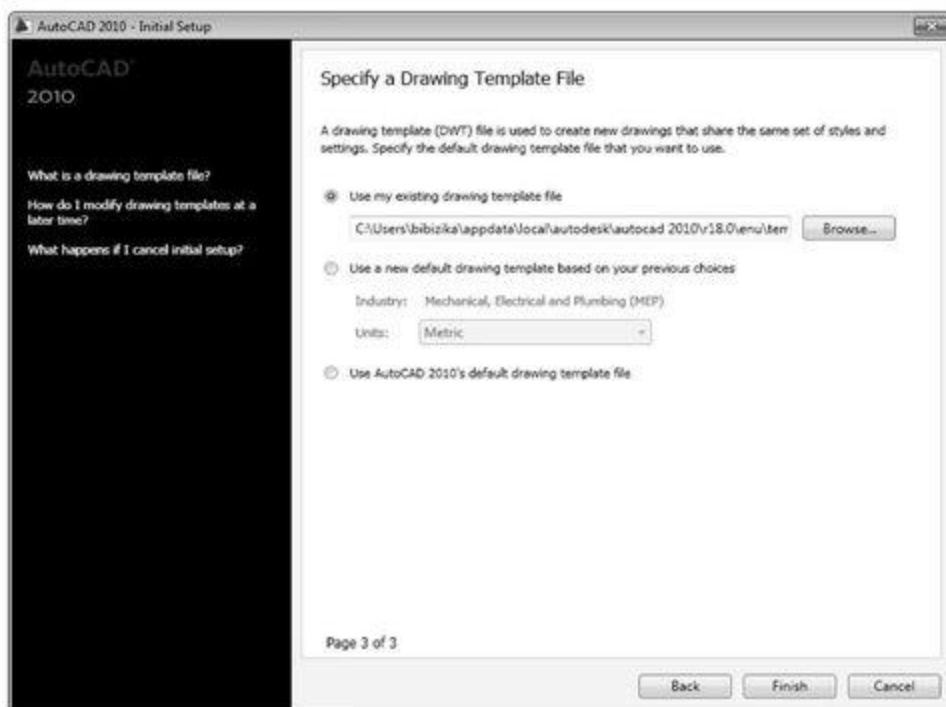 AutoCAD 2010 - Initial Setup
AutoCAD
2010
What is a drawing template file?
How do I modify drawing templates at a
later time?
What happens if I cancel initial setup?
Specify a Drawing Template File
A drawing template (DWT) file is used to create new drawings that share the same set of styles and
settings. Specify the default drawing template file that you want to use.
Use my existing drawing template file
C:\Users\bibizika\appdata\local\autodesk\autocad 2010\r18.0\enu\tem
Browse...
Use a new default drawing template based on your previous choices
Industry: Mechanical, Electrical and Plumbing (MEP)
Units: Metric
Use AutoCAD 2010's default drawing template file
Page 3 of 3
Back Finish Cancel